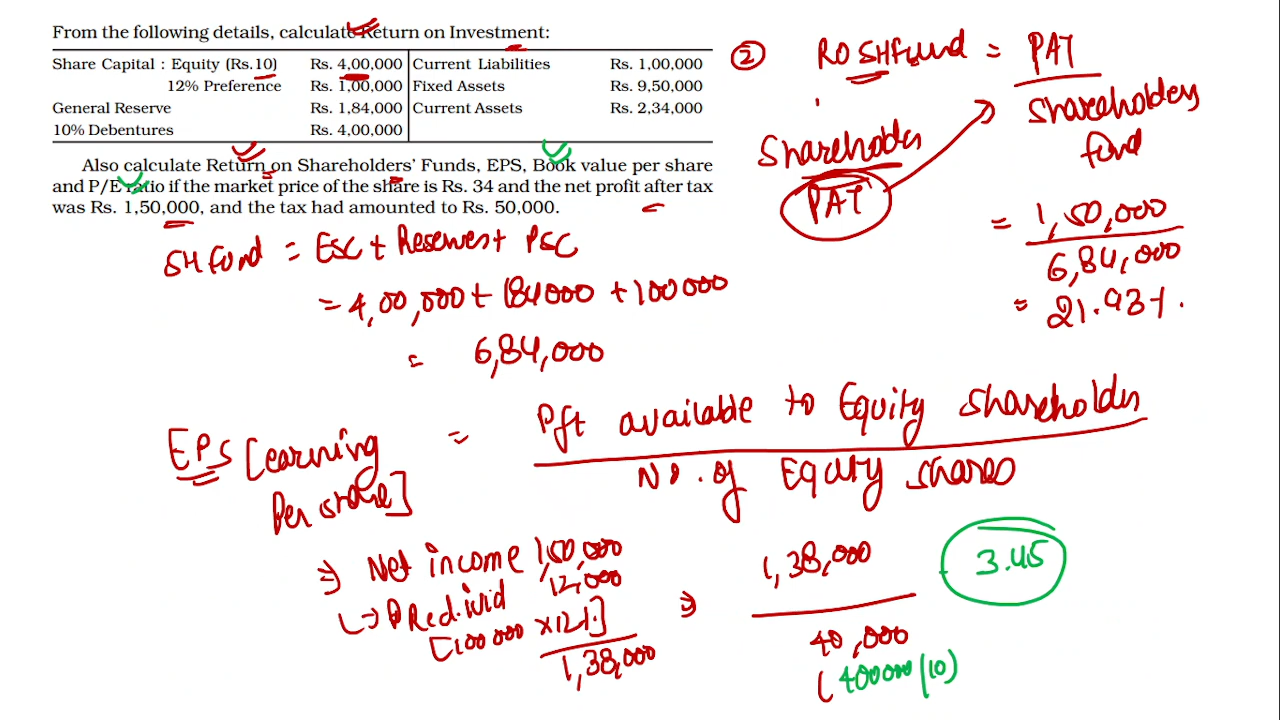 From the following details, calculate Return on Investment:
Share Capital : Equity (Rs.10) Rs. 4,00,000 Current Liabilities Rs. 1,00,000
12% Preference Rs. 1,00,000 Fixed Assets Rs. 9,50,000
General Reserve Rs. 1,84,000 Current Assets Rs. 2,34,000
10% Debentures Rs. 4,00,000
Also calculate Return on Shareholders' Funds, EPS, Book value per share
and P/E ratio if the market price of the share is Rs. 34 and the net profit after tax
was Rs. 1,50,000, and the tax had amounted to Rs. 50,000.
② RO SHFund = PAT
Shareholders
fund
Shareholders
PAT
= 1,50,000
6,84,000
= 21.93%.
SH Fund = ESC + Reserves + PSC
= 4,00,000 + 184000 + 100000
= 6,84,000
EPS [earning
Per share]
= Pft available to Equity shareholders
No. of Equity shares
⇒ Net income 1,50,000
↳ PRed.ivid 12,000
[100000 x 12%]
1,38,000
⇒ 1,38,000
40,000
( 400000/10)
3.45